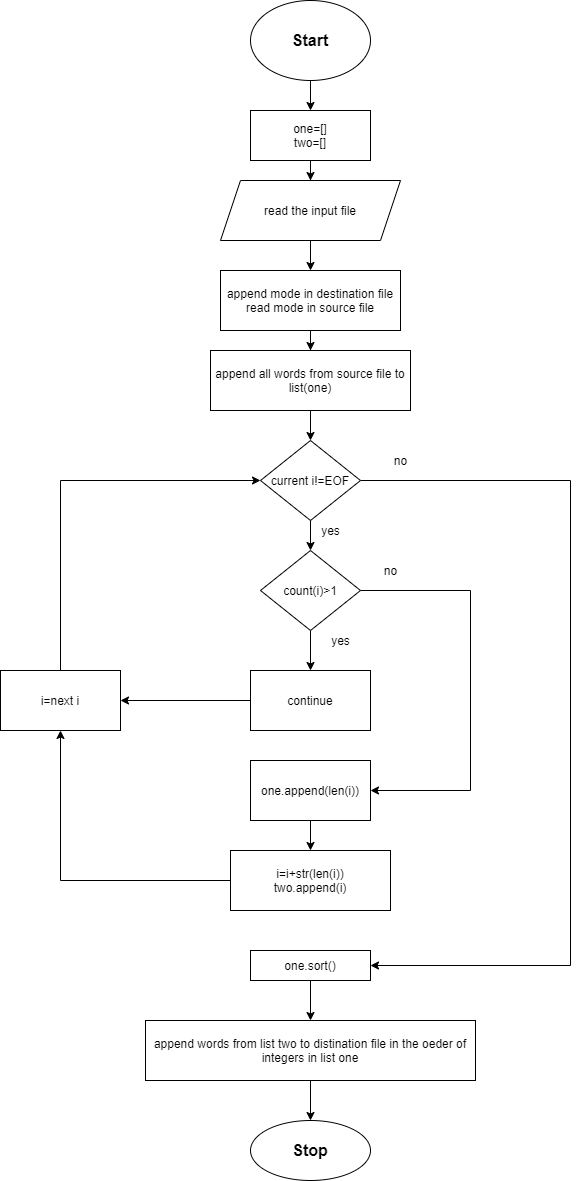 Start
one=[]
two=[]
read the input file
append mode in destination file
read mode in source file
append all words from source file to
list(one)
current i!=EOF
no
yes
count(i)>1
no
yes
i=next i
continue
one.append(len(i))
i=i+str(len(i))
two.append(i)
one.sort()
append words from list two to distination file in the oeder of
integers in list one
Stop